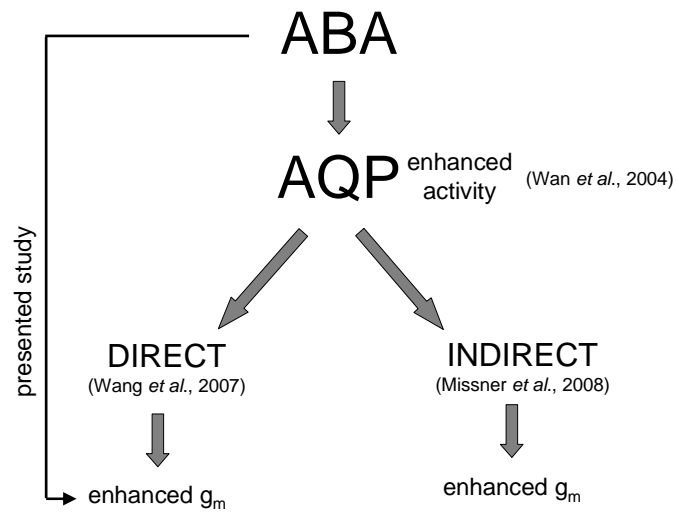 ABA
AQP enhanced activity (Wan et al., 2004)
presented study
DIRECT
(Wang et al., 2007)
INDIRECT
(Missner et al., 2008)
enhanced gm
enhanced gm